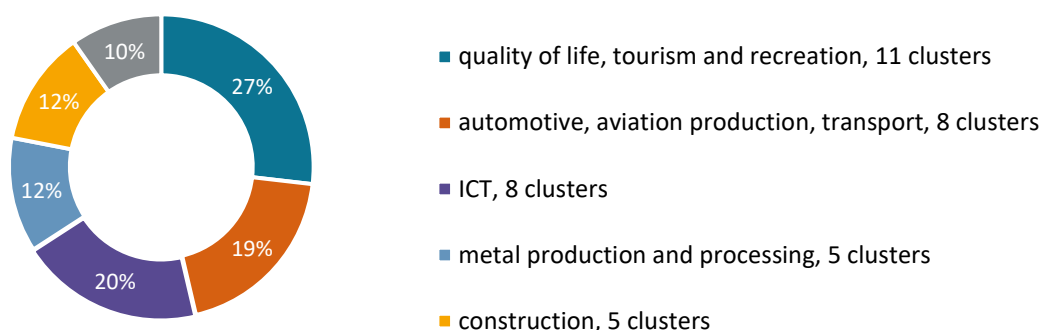 10%
27%
12%
12%
19%
20%
quality of life, tourism and recreation, 11 clusters
automotive, aviation production, transport, 8 clusters
ICT, 8 clusters
metal production and processing, 5 clusters
construction, 5 clusters